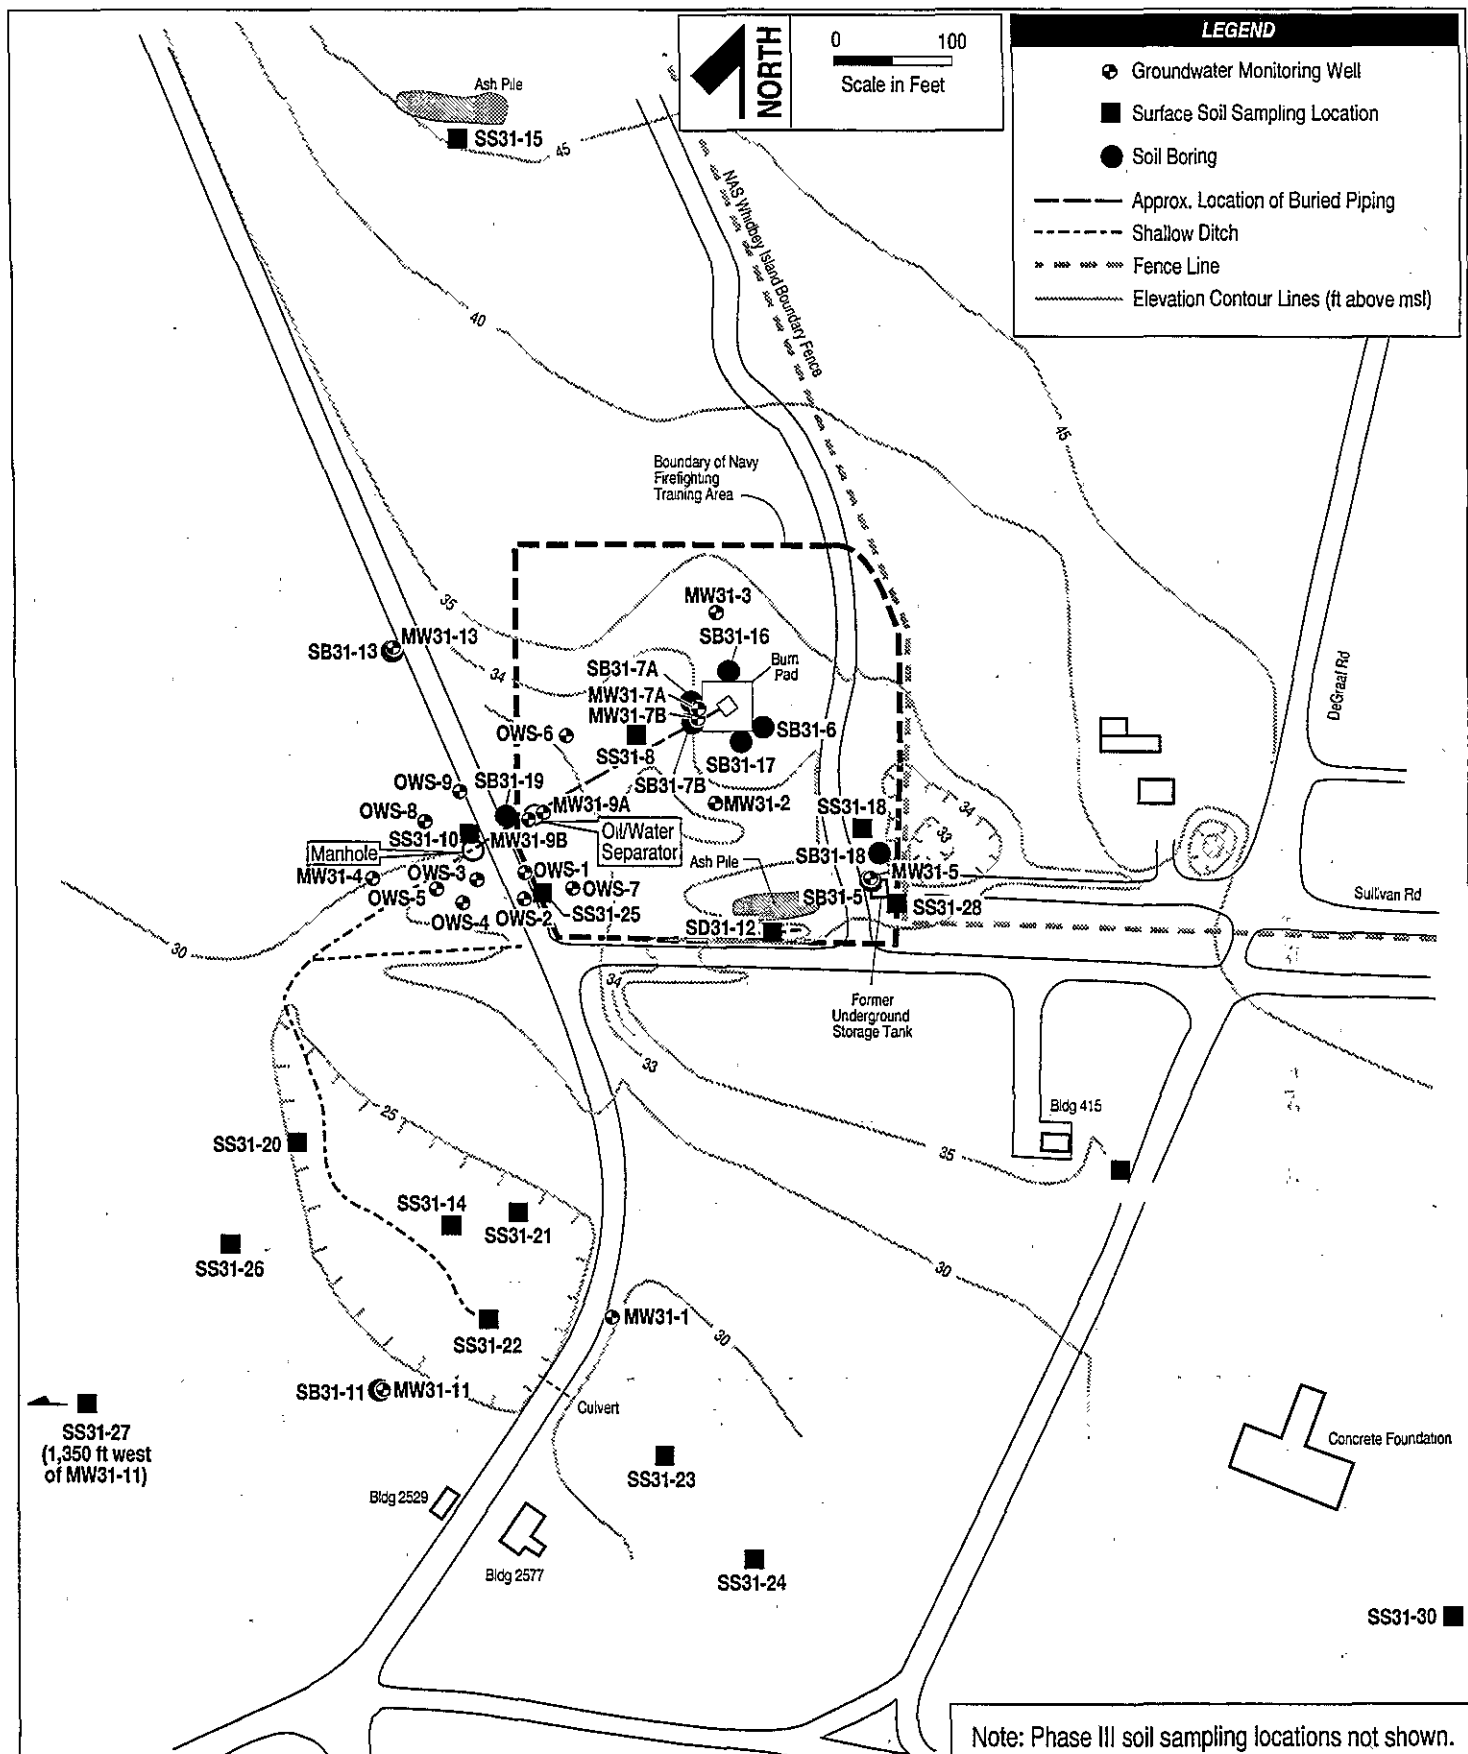 NORTH
0 100
Scale in Feet
LEGEND
Groundwater Monitoring Well
Surface Soil Sampling Location
Soil Boring
Approx. Location of Buried Piping
Shallow Ditch
Fence Line
Elevation Contour Lines (ft above msl)
Ash Pile
SS31-15
45
NAS Whidbey Island Boundary Fence
40
45
Boundary of Navy
Firefighting
Training Area
35
MW31-3
MW31-13
SB31-13
SB31-16
34
SB31-7A
Burn
Pad
MW31-7A
MW31-7B
DeGraaf Rd
OWS-6
SS31-8
SB31-6
SB31-17
SB31-7B
OWS-9
SB31-19
MW31-9A
MW31-2
SS31-18
34
33
OWS-8
SS31-10
MW31-9B
Oil/Water
Separator
Manhole
SB31-18
MW31-4
OWS-3
OWS-1
Ash Pile
MW31-5
OWS-5
OWS-7
SB31-5
Sullivan Rd
OWS-4
OWS-2
SS31-25
SS31-28
SD31-12
30
34
Former
Underground
Storage Tank
33
25
Bldg 415
SS31-20
35
SS31-14
SS31-21
SS31-26
30
MW31-1
30
SS31-22
SB31-11
MW31-11
Culvert
SS31-27
(1,350 ft west
of MW31-11)
Concrete Foundation
SS31-23
Bldg 2529
Bldg 2577
SS31-24
SS31-30
Note: Phase III soil sampling locations not shown.